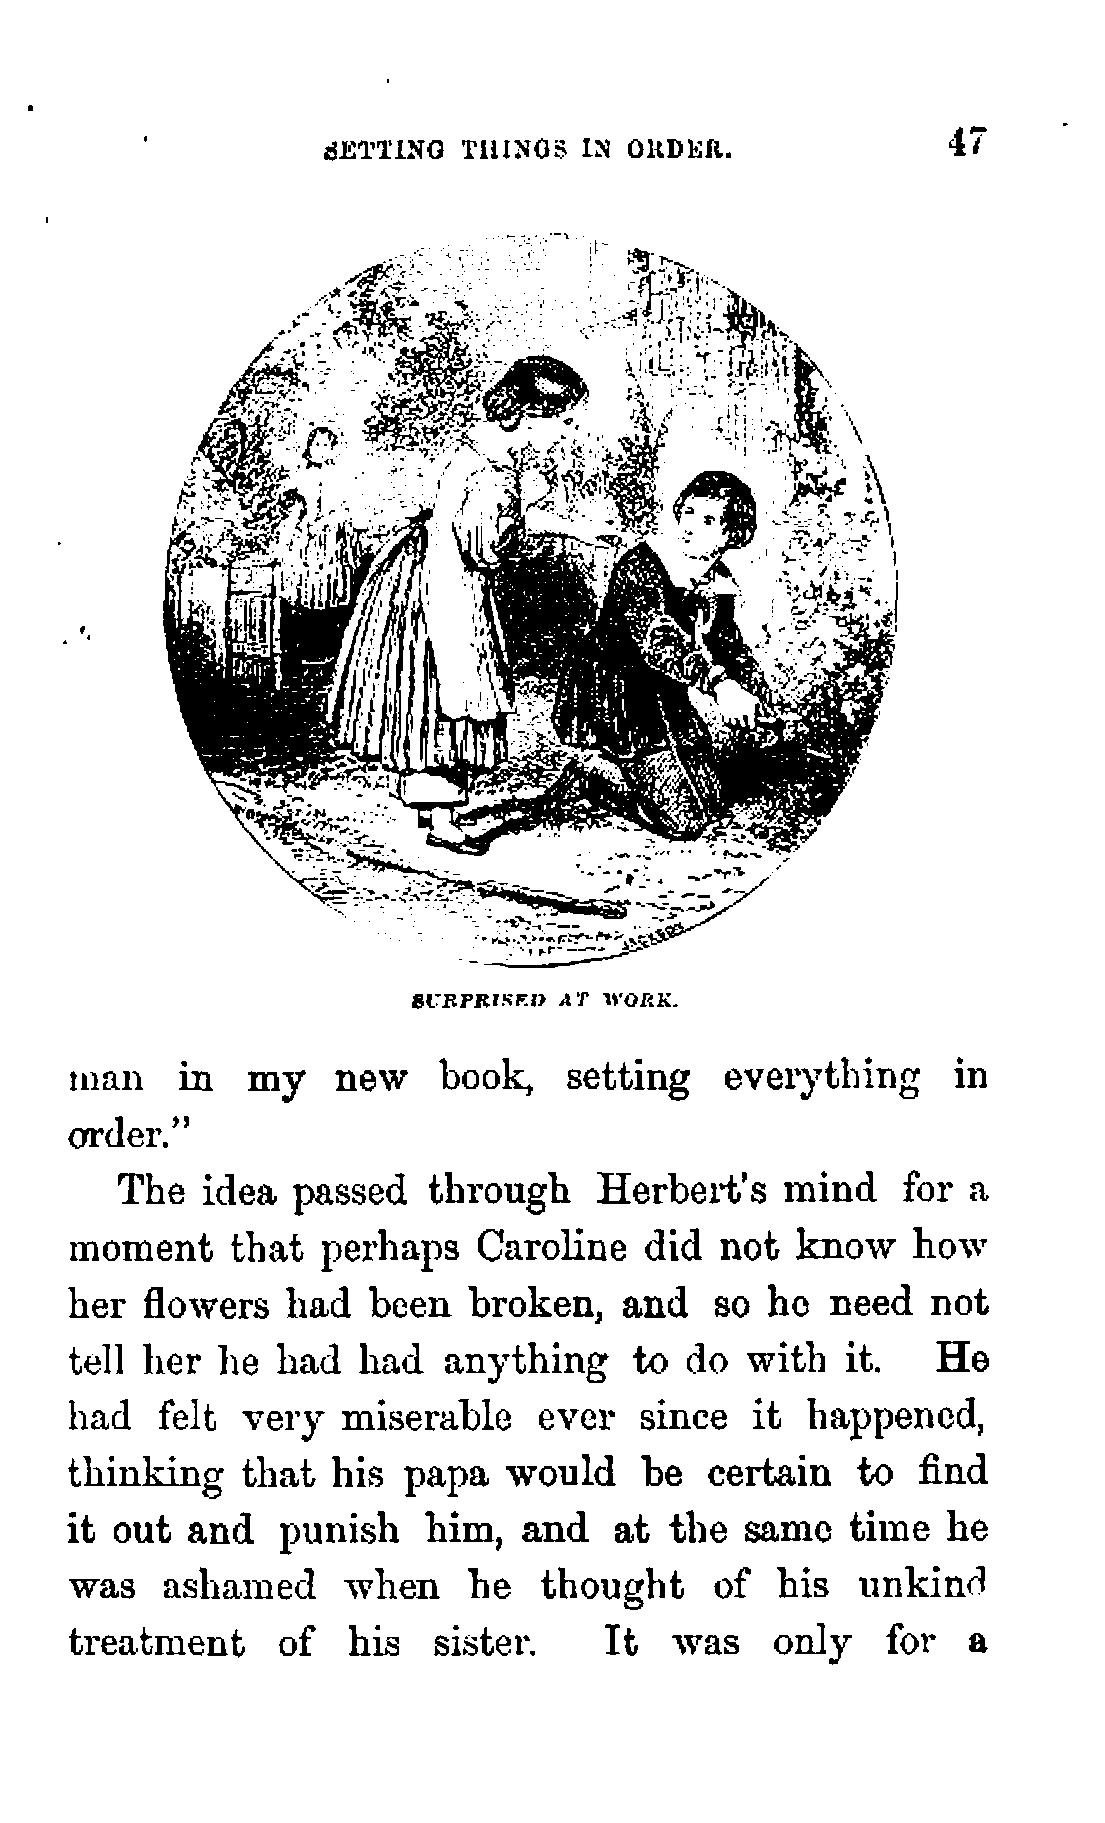 SETTING THINGS IN ORDER. 47
SURPRISED AT WORK.
man in my new book, setting everything in
order.”
The idea passed through Herbert's mind for a
moment that perhaps Caroline did not know how
her flowers had been broken, and so he need not
tell her he had had anything to do with it. He
had felt very miserable ever since it happened,
thinking that his papa would be certain to find
it out and punish him, and at the same time he
was ashamed when he thought of his unkind
treatment of his sister. It was only for a